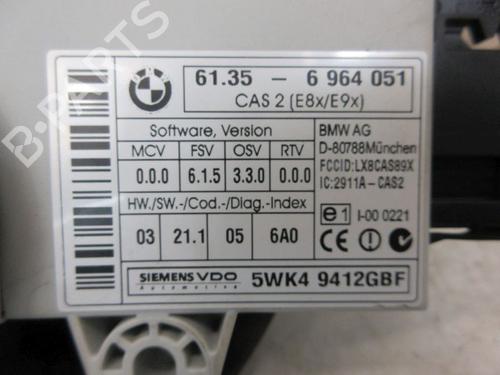 B-PARTS
BMW
61.35 - 6 964 051
CAS 2 (E8x/E9x)
Software, Version
MCV FSV OSV RTV
0.0.0 6.1.5 3.3.0 0.0.0
HW./SW.-/Cod.-/Diag.-Index
03 21.1 05 6A0
BMW AG
D-80788München
FCCID:LX8CAS89X
IC:2911A-CAS2
e1 I-00 0221
SIEMENS VDO
Automotive
5WK4 9412GBF